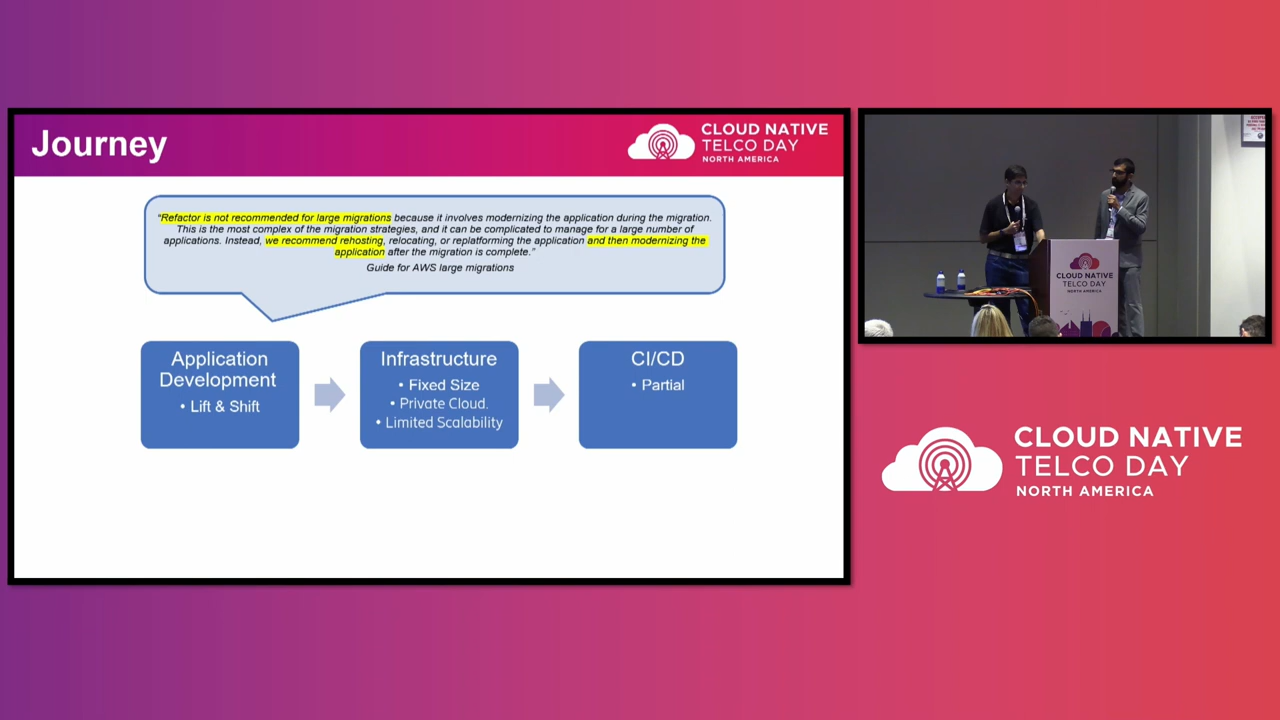 Journey
CLOUD NATIVE
TELCO DAY
NORTH AMERICA
"Refactor is not recommended for large migrations because it involves modernizing the application during the migration.
This is the most complex of the migration strategies, and it can be complicated to manage for a large number of
applications. Instead, we recommend rehosting, relocating, or replatforming the application and then modernizing the
application after the migration is complete."
Guide for AWS large migrations
Application
Development
• Lift & Shift
Infrastructure
• Fixed Size
• Private Cloud.
• Limited Scalability
CI/CD
• Partial
CLOUD NATIVE
TELCO DAY
NORTH AMERICA
CLOUD NATIVE
TELCO DAY
NORTH AMERICA